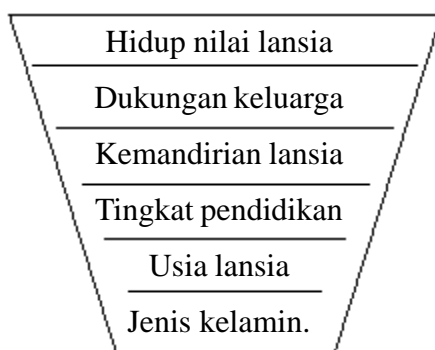 Hidup nilai lansia
Dukungan keluarga
Kemandirian lansia
Tingkat pendidikan
Usia lansia
Jenis kelamin.